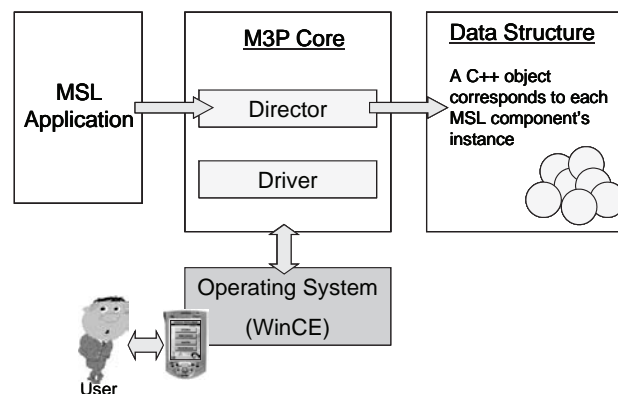 MSL
Application
M3P Core
Director
Driver
Data Structure
A C++ object
corresponds to each
MSL component's
instance
Operating System
(WinCE)
User